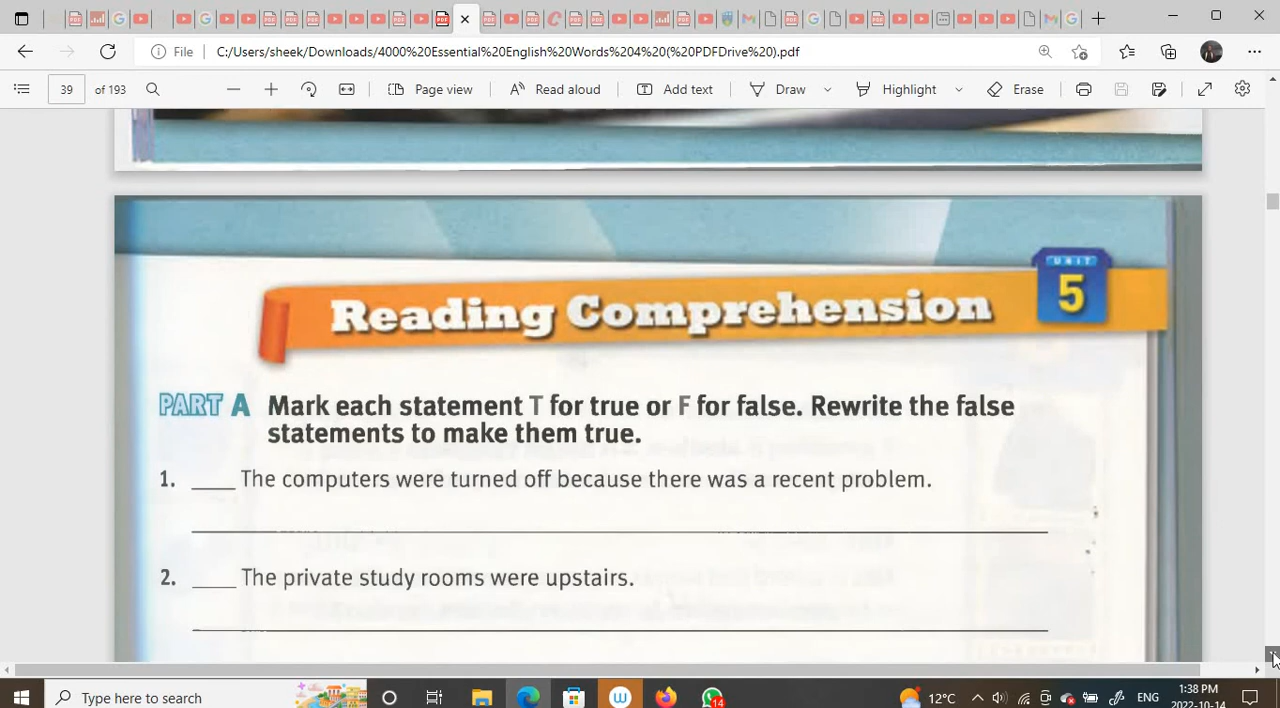 File C:/Users/sheek/Downloads/4000%20Essential%20English%20Words%204%20(%20PDFDrive%20).pdf
39 of 193 Page view Read aloud Add text Draw Highlight Erase
UNIT
5
Reading Comprehension
PART A Mark each statement T for true or F for false. Rewrite the false
statements to make them true.
1. ____ The computers were turned off because there was a recent problem.
2. ____ The private study rooms were upstairs.
Type here to search
14
12°C
ENG
1:38 PM
2022-10-14